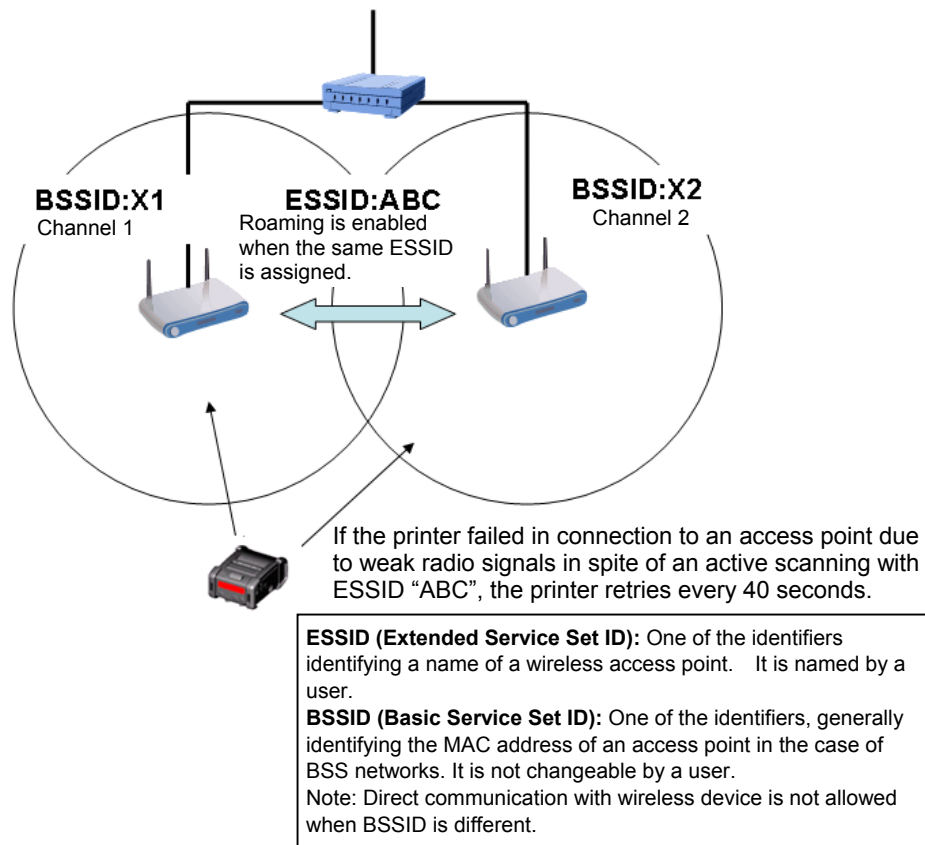 BSSID:X1
Channel 1
ESSID:ABC
Roaming is enabled
when the same ESSID
is assigned.
BSSID:X2
Channel 2
If the printer failed in connection to an access point due
to weak radio signals in spite of an active scanning with
ESSID “ABC”, the printer retries every 40 seconds.
ESSID (Extended Service Set ID): One of the identifiers
identifying a name of a wireless access point. It is named by a
user.
BSSID (Basic Service Set ID): One of the identifiers, generally
identifying the MAC address of an access point in the case of
BSS networks. It is not changeable by a user.
Note: Direct communication with wireless device is not allowed
when BSSID is different.